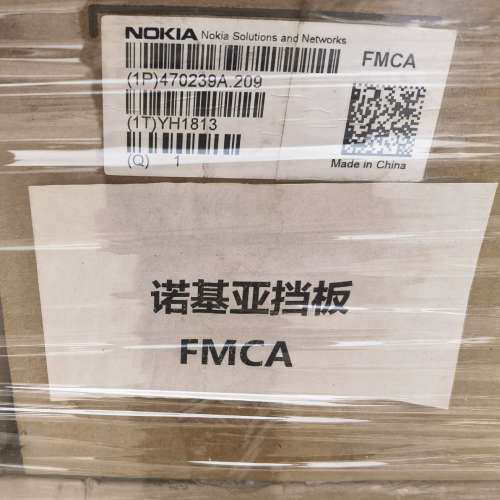 NOKIA Nokia Solutions and Networks
FMCA
(1P)470239A.209
(1T)YH1813
(Q) 1
Made in China
诺基亚挡板
FMCA